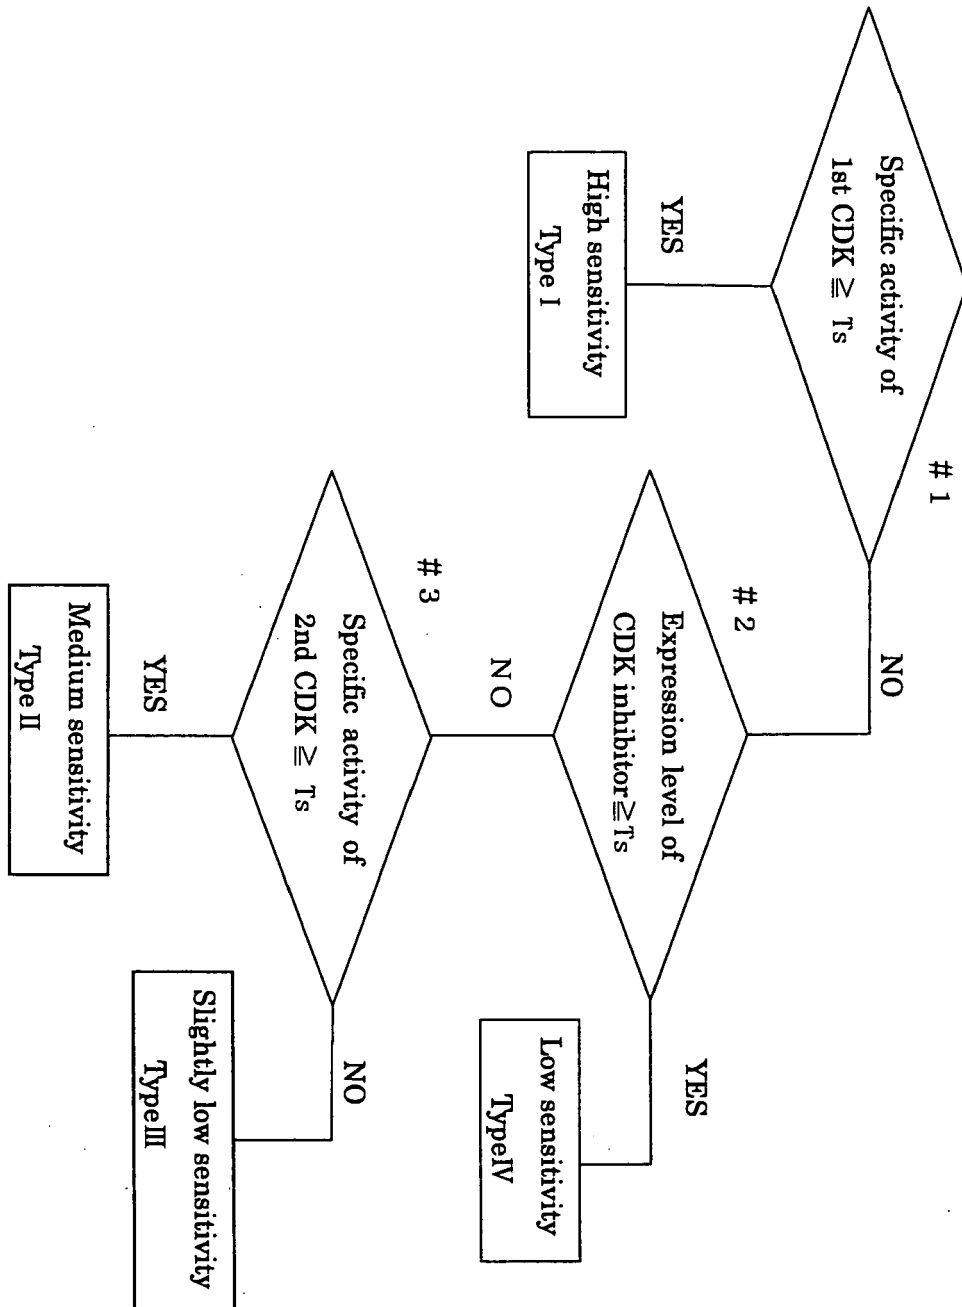 Specific activity of
1st CDK ≧ Ts
# 1
YES
High sensitivity
Type I
NO
# 2
Expression level of
CDK inhibitor≧Ts
YES
Low sensitivity
TypeⅣ
N O
# 3
Specific activity of
2nd CDK ≧ Ts
YES
Medium sensitivity
Type Ⅱ
NO
Slightly low sensitivity
TypeⅢ